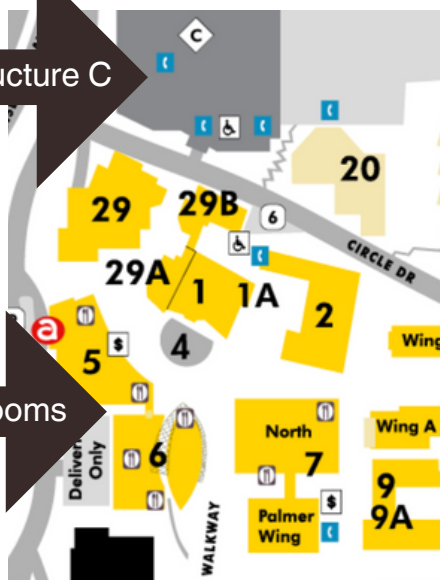 C
ucture C
20
29
29B
6
CIRCLE DR
29A
1
1A
2
a
$
5
4
Wing
ooms
Deliveri
Only
6
North
7
Wing A
9
9A
$
Palmer
Wing
WALKWAY